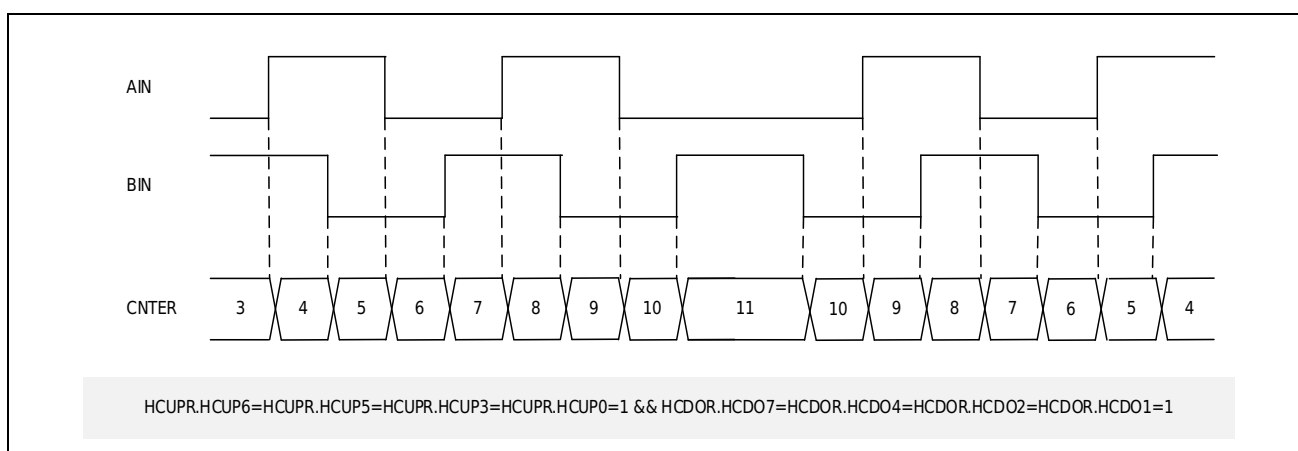 AIN
BIN
CNTER 3 4 5 6 7 8 9 10 11 10 9 8 7 6 5 4
HCUPR.HCUP6=HCUPR.HCUP5=HCUPR.HCUP3=HCUPR.HCUP0=1 && HCDOR.HCDO7=HCDOR.HCDO4=HCDOR.HCDO2=HCDOR.HCDO1=1